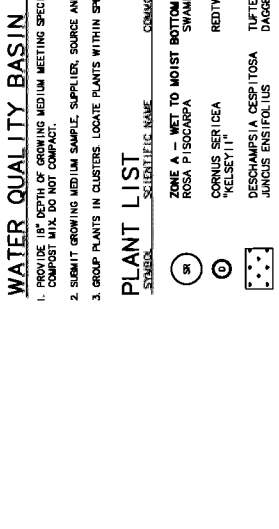 WATER QUALITY BASIN
1. PROVIDE 18" DEPTH OF GROWING MEDIUM MEETING SPECI
COMPOST MIX. DO NOT COMPACT.
2. SUBMIT GROWING MEDIUM SAMPLE, SUPPLIER, SOURCE AN
3. GROUP PLANTS IN CLUSTERS. LOCATE PLANTS WITHIN SP
PLANT LIST
SYMBOL SCIENTIFIC NAME COMMO
ZONE A - WET TO MOIST BOTTOM
SR ROSA PISOCARPA SWAM
D CORNUS SERICEA REDTW
"KELSEYII"
DESCHAMPSIA CESPITOSA TUFTE
JUNCUS ENSIFOLIUS DAGGE